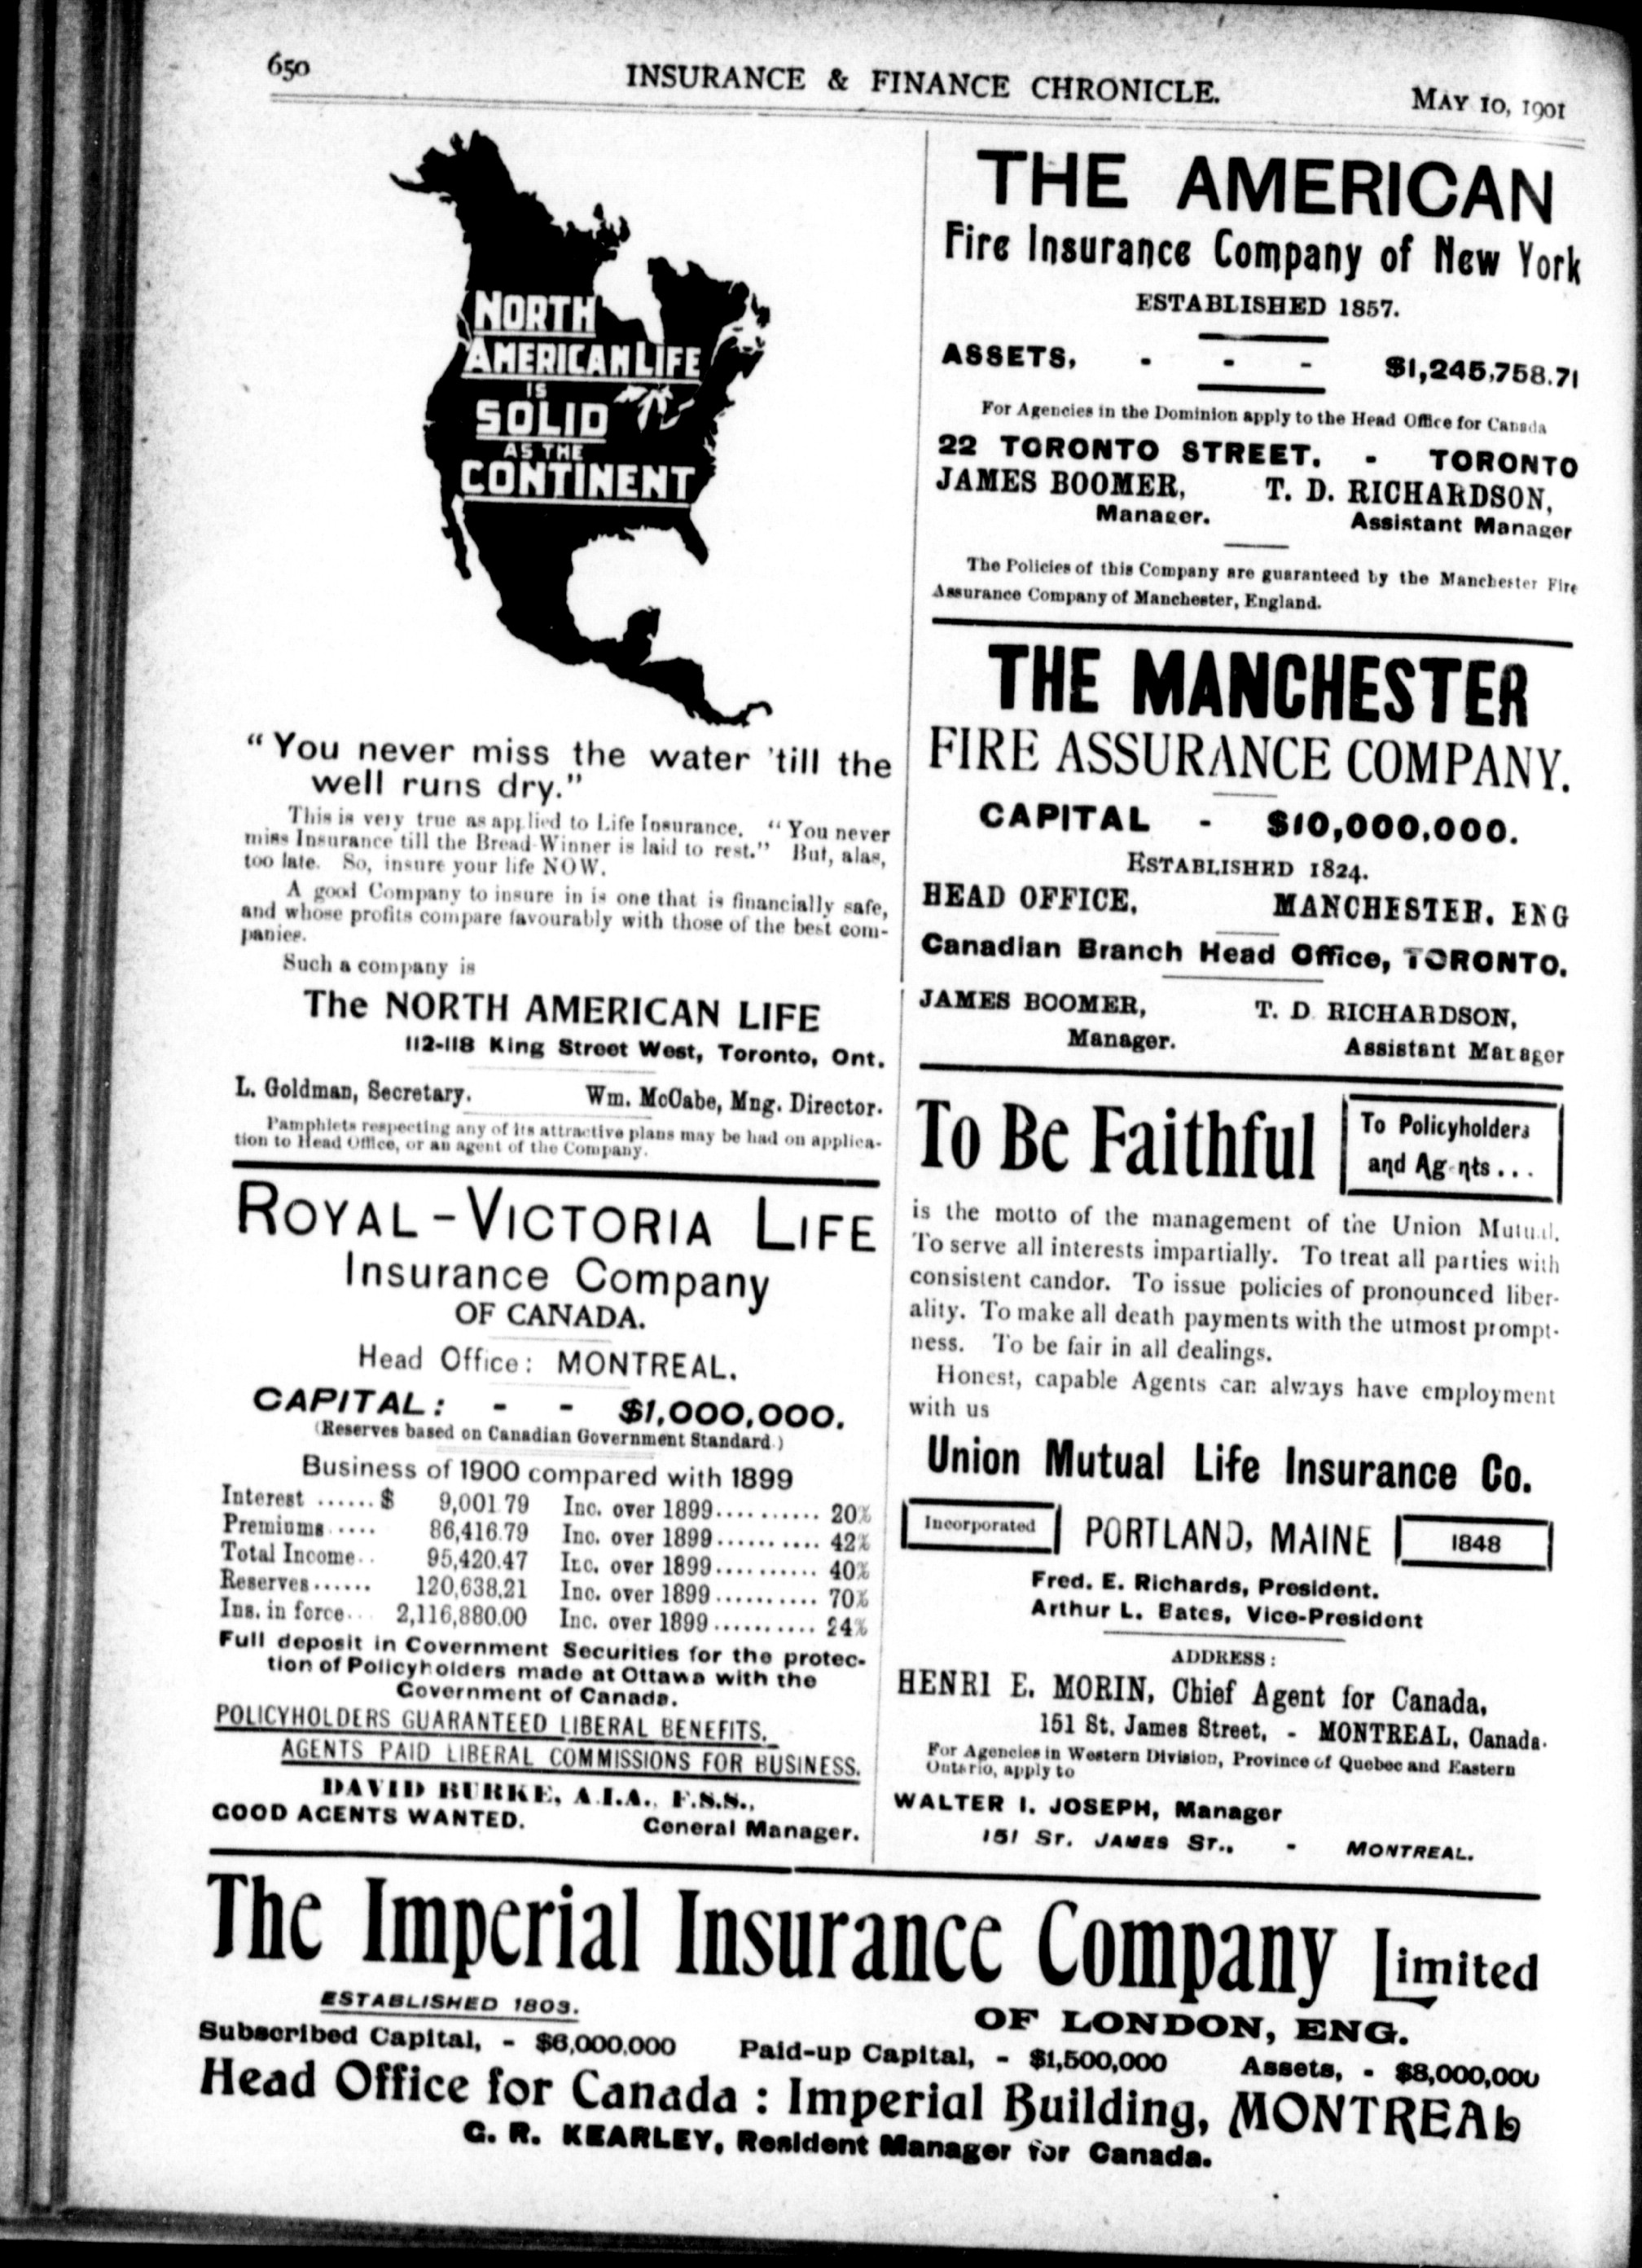 650
INSURANCE & FINANCE CHRONICLE.
MAY 10, 1901
NORTH
AMERICAN LIFE
IS
SOLID
AS THE
CONTINENT
"You never miss the water 'till the
well runs dry."
This is very true as applied to Life Insurance. "You never
miss Insurance till the Bread-Winner is laid to rest." But, alas,
too late. So, insure your life NOW.
A good Company to insure in is one that is financially safe,
and whose profits compare favourably with those of the best com-
panies.
Such a company is
The NORTH AMERICAN LIFE
112-118 King Street West, Toronto, Ont.
L. Goldman, Secretary. Wm. McCabe, Mng. Director.
Pamphlets respecting any of its attractive plans may be had on applica-
tion to Head Office, or an agent of the Company.
ROYAL-VICTORIA LIFE
Insurance Company
OF CANADA.
Head Office: MONTREAL.
CAPITAL: - - $1,000,000.
(Reserves based on Canadian Government Standard.)
Business of 1900 compared with 1899
Interest ...... $ 9,001 79 Inc. over 1899.......... 20%
Premiums ..... 86,416.79 Inc. over 1899.......... 42%
Total Income.. 95,420.47 Inc. over 1899.......... 40%
Reserves...... 120,638.21 Inc. over 1899.......... 70%
Ins. in force... 2,116,880.00 Inc. over 1899.......... 24%
Full deposit in Government Securities for the protec-
tion of Policyholders made at Ottawa with the
Government of Canada.
POLICYHOLDERS GUARANTEED LIBERAL BENEFITS.
AGENTS PAID LIBERAL COMMISSIONS FOR BUSINESS.
DAVID BURKE, A.I.A., F.S.S.,
GOOD AGENTS WANTED. General Manager.
THE AMERICAN
Fire Insurance Company of New York
ESTABLISHED 1857.
ASSETS, - - - $1,245,758.71
For Agencies in the Dominion apply to the Head Office for Canada
22 TORONTO STREET. - TORONTO
JAMES BOOMER, T. D. RICHARDSON,
Manager. Assistant Manager
The Policies of this Company are guaranteed by the Manchester Fire
Assurance Company of Manchester, England.
THE MANCHESTER
FIRE ASSURANCE COMPANY.
CAPITAL - $10,000,000.
ESTABLISHED 1824.
HEAD OFFICE, MANCHESTER, ENG
Canadian Branch Head Office, TORONTO.
JAMES BOOMER, T. D. RICHARDSON,
Manager. Assistant Manager
To Be Faithful
To Policyholders
and Agents...
is the motto of the management of the Union Mutual.
To serve all interests impartially. To treat all parties with
consistent candor. To issue policies of pronounced liber-
ality. To make all death payments with the utmost prompt-
ness. To be fair in all dealings.
Honest, capable Agents can always have employment
with us
Union Mutual Life Insurance Co.
Incorporated PORTLAND, MAINE 1848
Fred. E. Richards, President.
Arthur L. Bates, Vice-President
ADDRESS:
HENRI E. MORIN, Chief Agent for Canada,
151 St. James Street, - MONTREAL, Canada.
For Agencies in Western Division, Province of Quebec and Eastern
Ontario, apply to
WALTER I. JOSEPH, Manager
151 ST. JAMES ST., - MONTREAL.
The Imperial Insurance Company Limited
ESTABLISHED 1803.
OF LONDON, ENG.
Subscribed Capital, - $6,000,000 Paid-up Capital, - $1,500,000 Assets, - $8,000,000
Head Office for Canada : Imperial Building, MONTREAL
G. R. KEARLEY, Resident Manager for Canada.